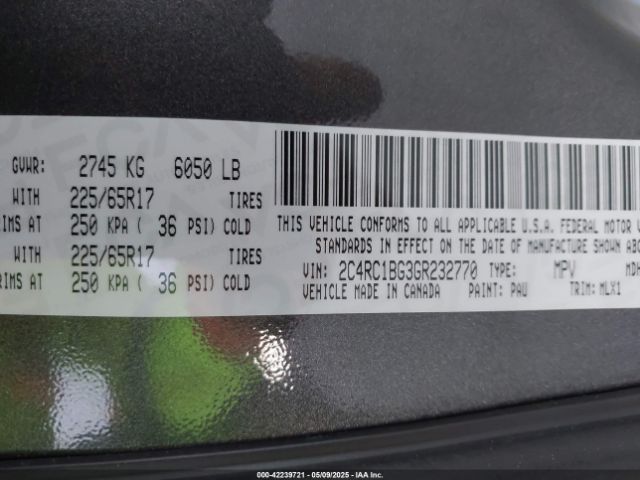 GVWR: 2745 KG 6050 LB
WITH 225/65R17 TIRES
RIMS AT 250 KPA ( 36 PSI) COLD
WITH 225/65R17 TIRES
RIMS AT 250 KPA ( 36 PSI) COLD
THIS VEHICLE CONFORMS TO ALL APPLICABLE U.S.A. FEDERAL MOTOR
STANDARDS IN EFFECT ON THE DATE OF MANUFACTURE SHOWN
VIN: 2C4RC1BG3GR232770 TYPE: MPV
VEHICLE MADE IN CANADA PAINT: PAU TRIM: MLX1
000-42239721 - 05/09/2025 - IAA Inc.